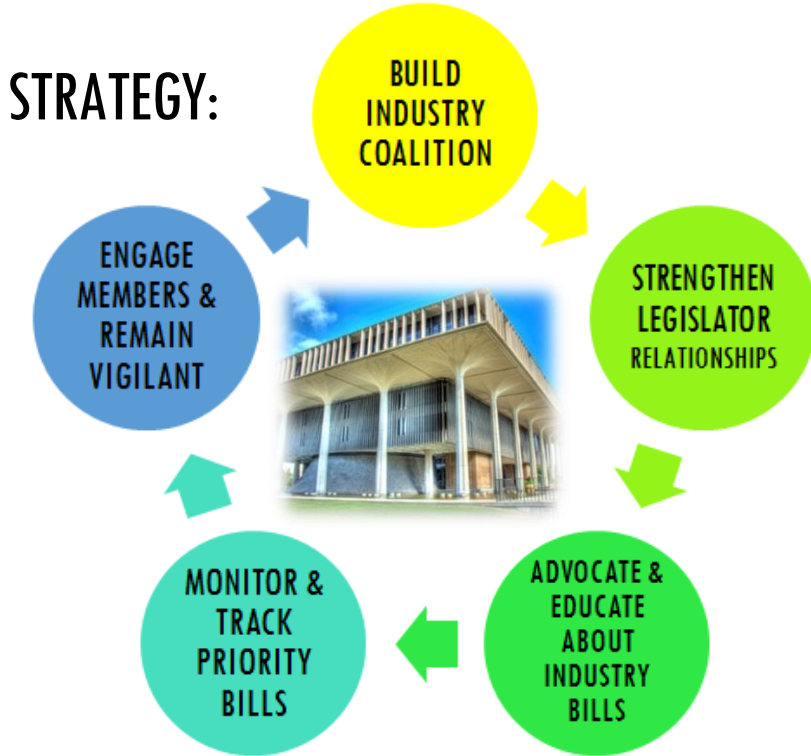 STRATEGY:
BUILD
INDUSTRY
COALITION
STRENGTHEN
LEGISLATOR
RELATIONSHIPS
ADVOCATE &
EDUCATE
ABOUT
INDUSTRY
BILLS
MONITOR &
TRACK
PRIORITY
BILLS
ENGAGE
MEMBERS &
REMAIN
VIGILANT